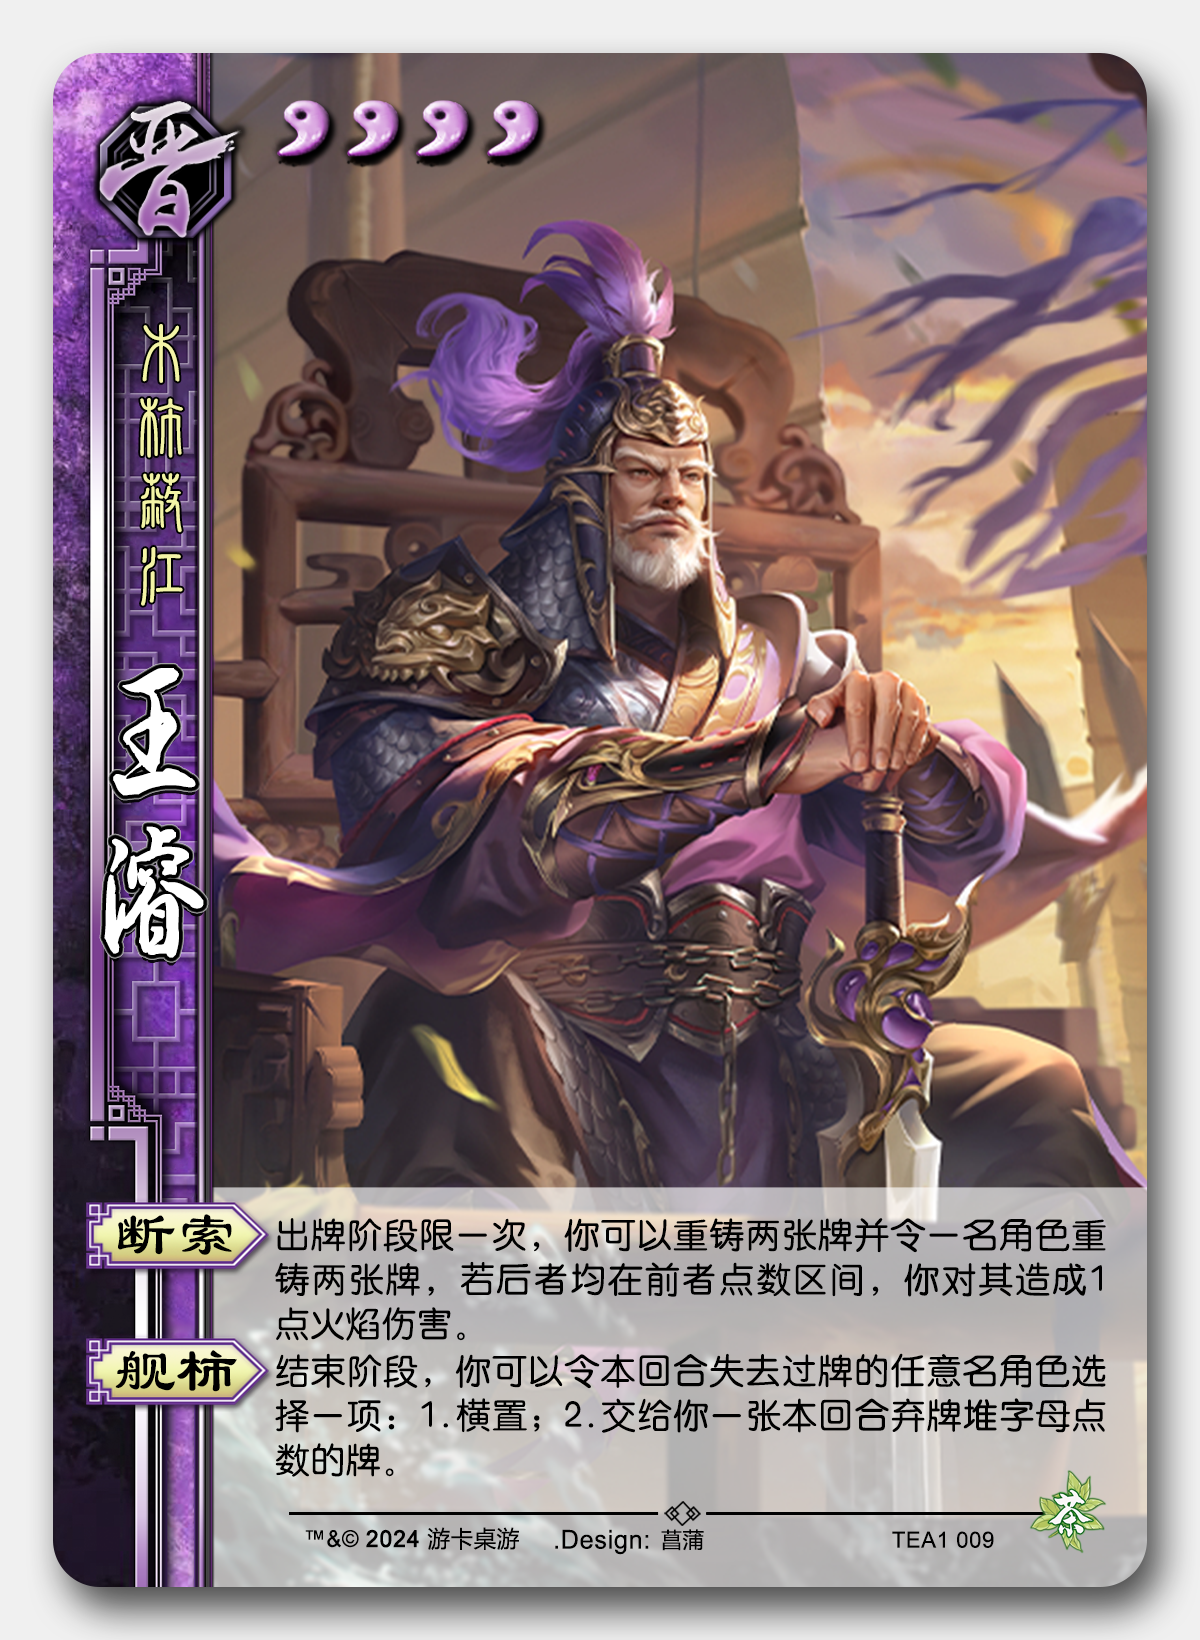 晋
木柿蔽江
王濬
断索
出牌阶段限一次，你可以重铸两张牌并令一名角色重
铸两张牌，若后者均在前者点数区间，你对其造成1
点火焰伤害。
舰柿
结束阶段，你可以令本回合失去过牌的任意名角色选
择一项：1.横置；2.交给你一张本回合弃牌堆字母点
数的牌。
™&© 2024 游卡桌游 .Design: 菖蒲
TEA1 009
茶